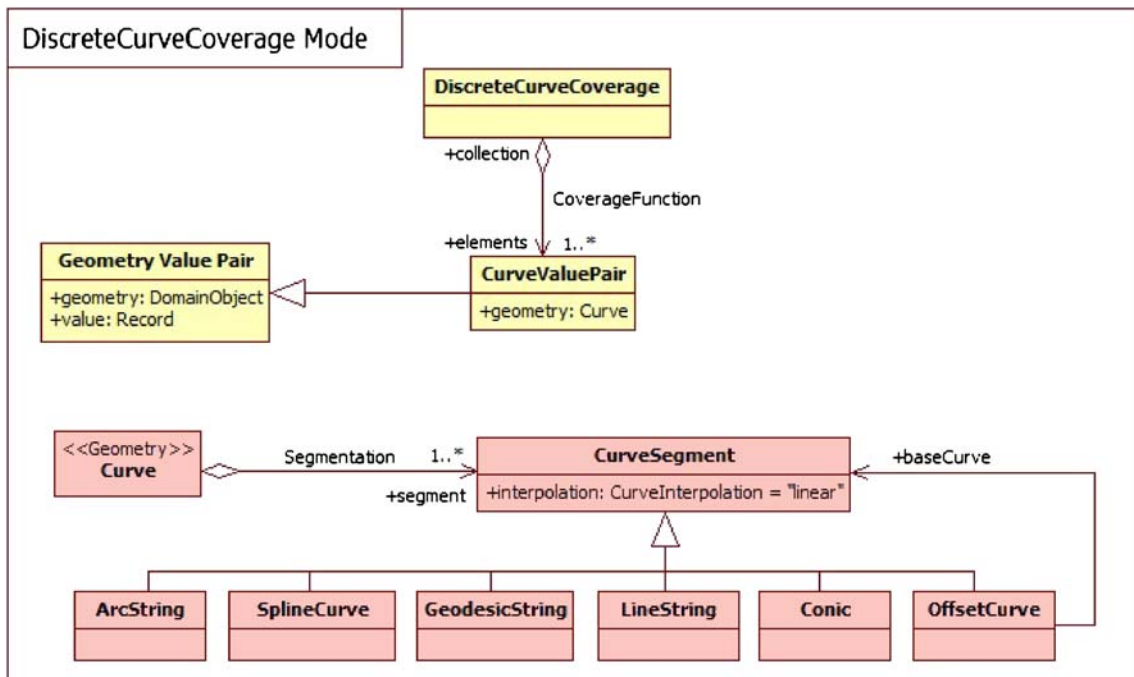 DiscreteCurveCoverage Mode
DiscreteCurveCoverage
+collection
CoverageFunction
+elements 1..*
Geometry Value Pair
+geometry: DomainObject
+value: Record
CurveValuePair
+geometry: Curve
<<Geometry>>
Curve
Segmentation 1..*
+segment
CurveSegment
+interpolation: CurveInterpolation = "linear"
+baseCurve
ArcString SplineCurve GeodesicString LineString Conic OffsetCurve